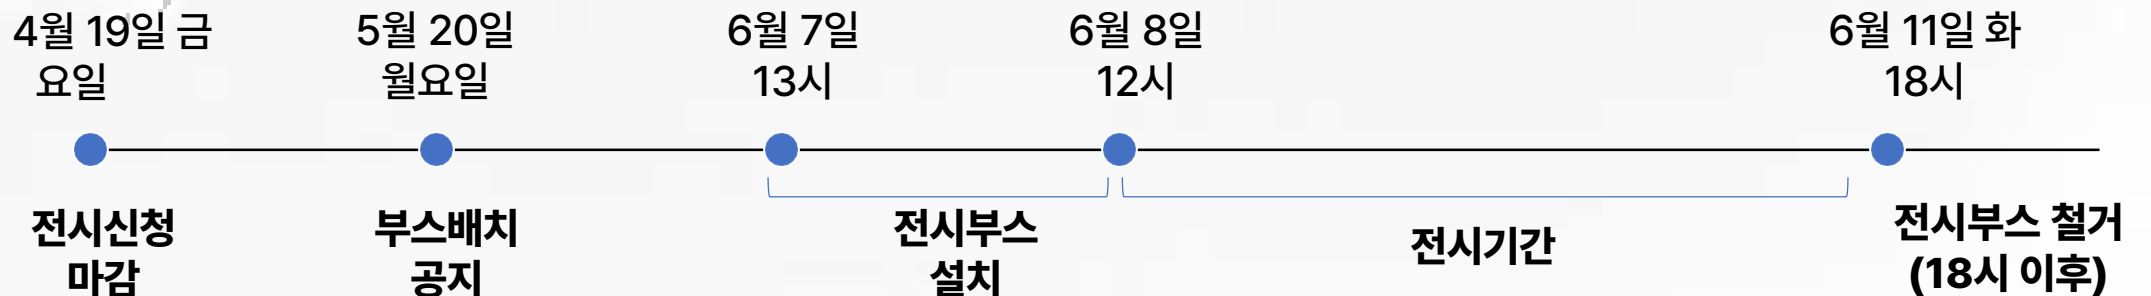 4월 19일 금
요일
5월 20일
월요일
6월 7일
13시
6월 8일
12시
6월 11일 화
18시
전시신청
마감
부스배치
공지
전시부스
설치
전시기간
전시부스 철거
(18시 이후)